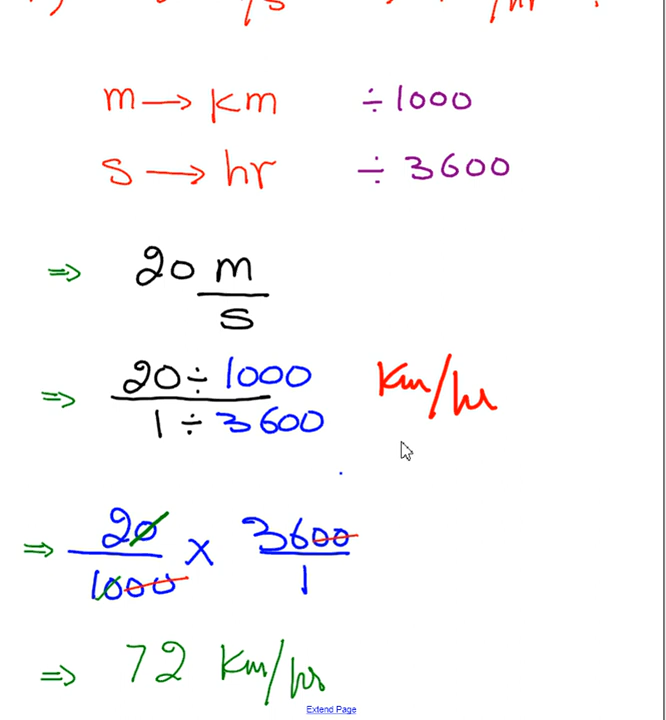 m → km ÷ 1000
s → hr ÷ 3600
⇒ 20 m/s
⇒ 20 ÷ 1000 / 1 ÷ 3600 km/hr
⇒ 20/1000 × 3600/1
⇒ 72 km/hr
Extend Page